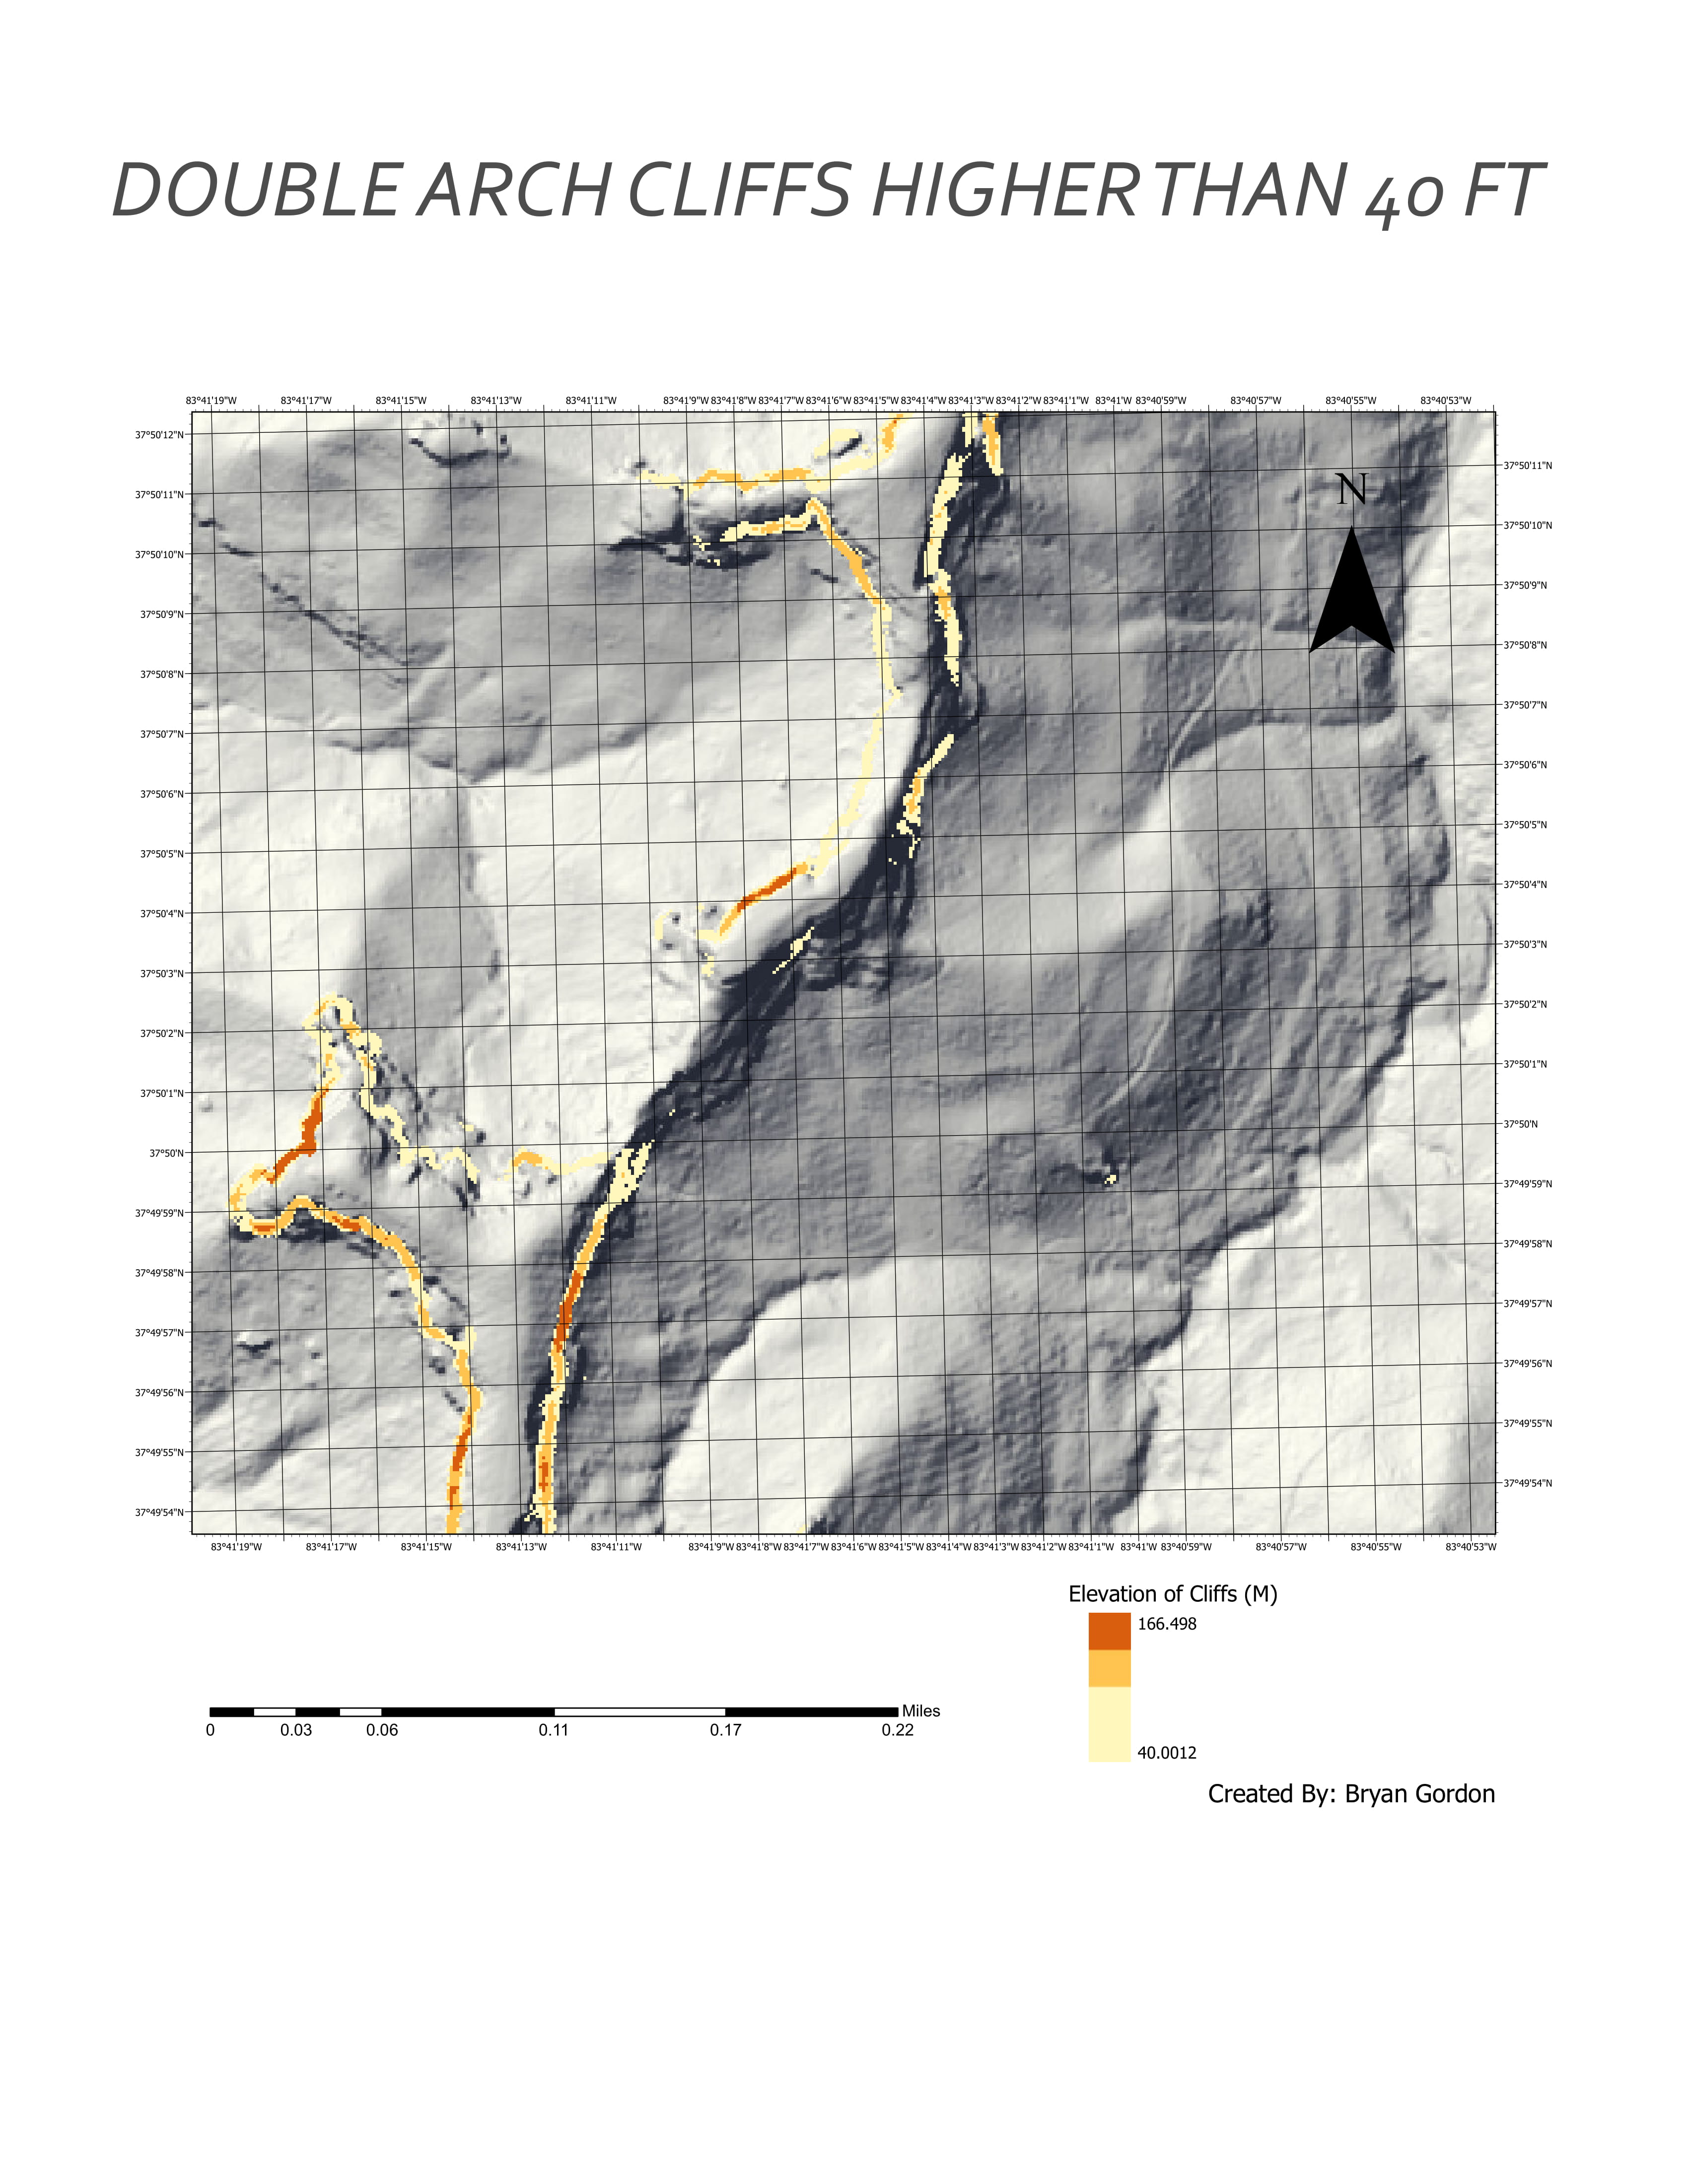 DOUBLE ARCH CLIFFS HIGHER THAN 40 FT
83°41'19"W 83°41'17"W 83°41'15"W 83°41'13"W 83°41'11"W 83°41'9"W 83°41'8"W 83°41'7"W 83°41'6"W 83°41'5"W 83°41'4"W 83°41'3"W 83°41'2"W 83°41'1"W 83°41'W 83°40'59"W 83°40'57"W 83°40'55"W 83°40'53"W
37°50'12"N
37°50'11"N
37°50'11"N
N
37°50'10"N
37°50'10"N
37°50'9"N
37°50'9"N
37°50'8"N
37°50'8"N
37°50'7"N
37°50'7"N
37°50'6"N
37°50'6"N
37°50'5"N
37°50'5"N
37°50'4"N
37°50'4"N
37°50'3"N
37°50'3"N
37°50'2"N
37°50'2"N
37°50'1"N
37°50'1"N
37°50'N
37°50'N
37°49'59"N
37°49'59"N
37°49'58"N
37°49'58"N
37°49'57"N
37°49'57"N
37°49'56"N
37°49'56"N
37°49'55"N
37°49'55"N
37°49'54"N
37°49'54"N
83°41'19"W 83°41'17"W 83°41'15"W 83°41'13"W 83°41'11"W 83°41'9"W 83°41'8"W 83°41'7"W 83°41'6"W 83°41'5"W 83°41'4"W 83°41'3"W 83°41'2"W 83°41'1"W 83°41'W 83°40'59"W 83°40'57"W 83°40'55"W 83°40'53"W
Elevation of Cliffs (M)
166.498
40.0012
Miles
0 0.03 0.06 0.11 0.17 0.22
Created By: Bryan Gordon